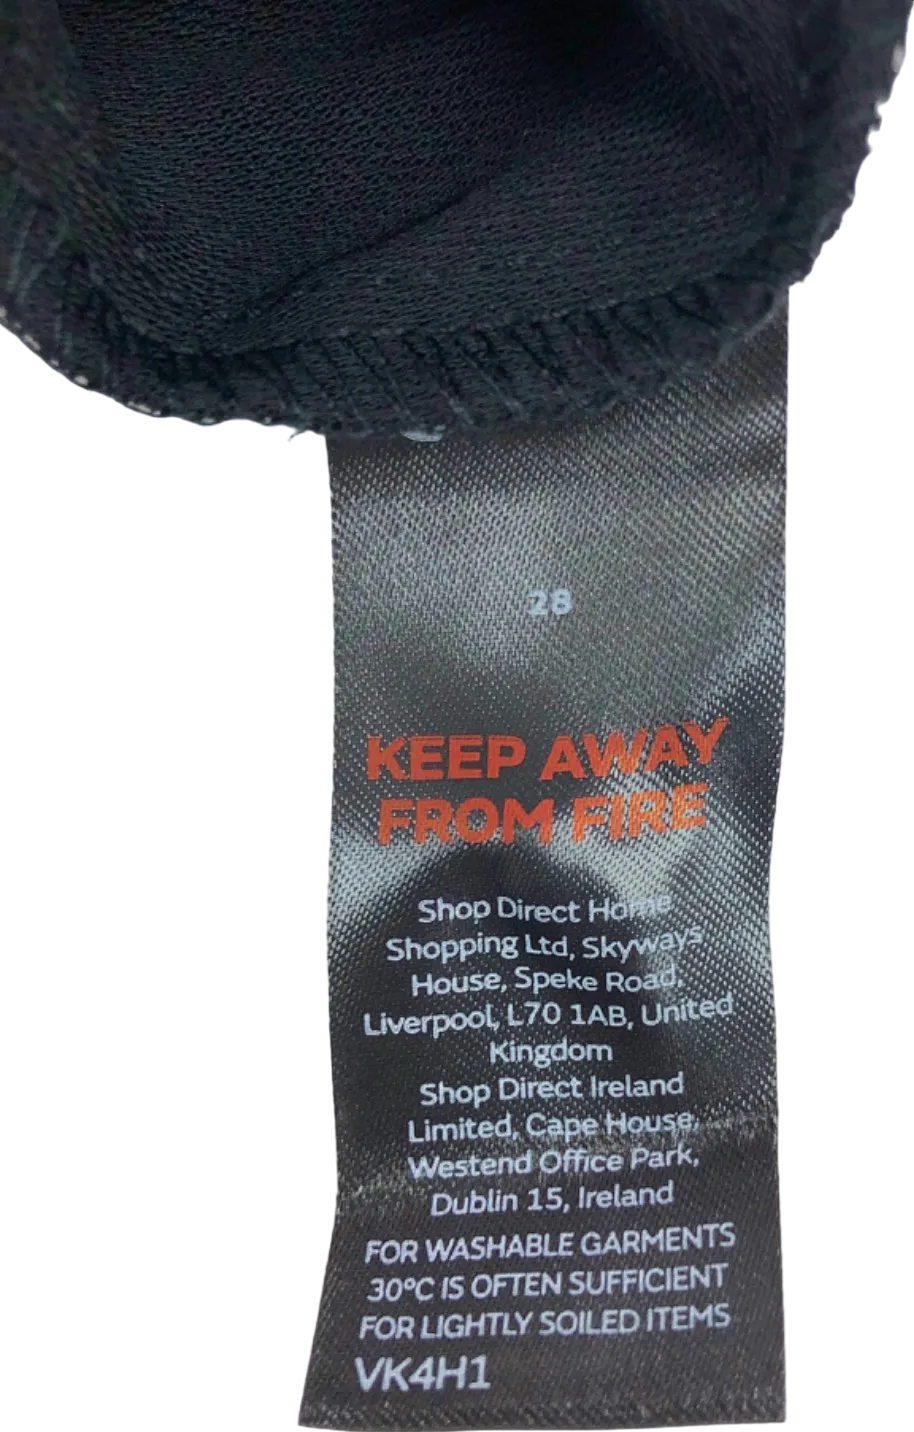 28
KEEP AWAY
FROM FIRE
Shop Direct Home
Shopping Ltd, Skyways
House, Speke Road,
Liverpool, L70 1AB, United
Kingdom
Shop Direct Ireland
Limited, Cape House,
Westend Office Park,
Dublin 15, Ireland
FOR WASHABLE GARMENTS
30ºC IS OFTEN SUFFICIENT
FOR LIGHTLY SOILED ITEMS
VK4H1